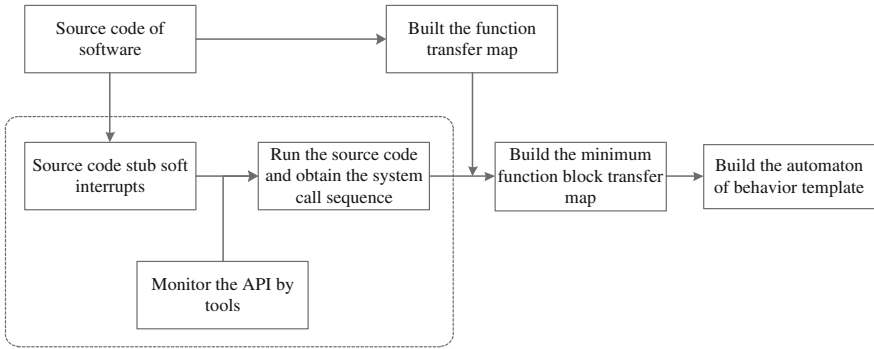 Source code of
software
Built the function
transfer map
Source code stub soft
interrupts
Run the source code
and obtain the system
call sequence
Build the minimum
function block transfer
map
Build the automaton
of behavior template
Monitor the API by
tools